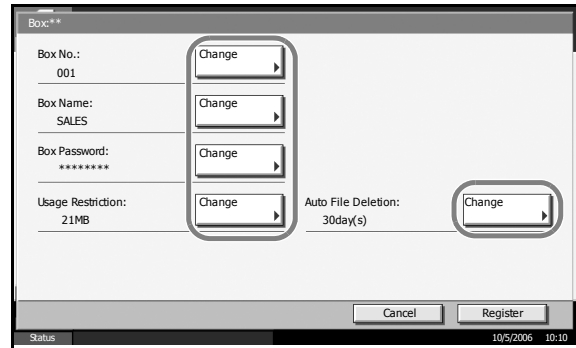 Box:**
Box No.: Change
001
Box Name: Change
SALES
Box Password: Change
********
Usage Restriction: Change Auto File Deletion: Change
21MB 30day(s)
Cancel Register
Status 10/5/2006 10:10